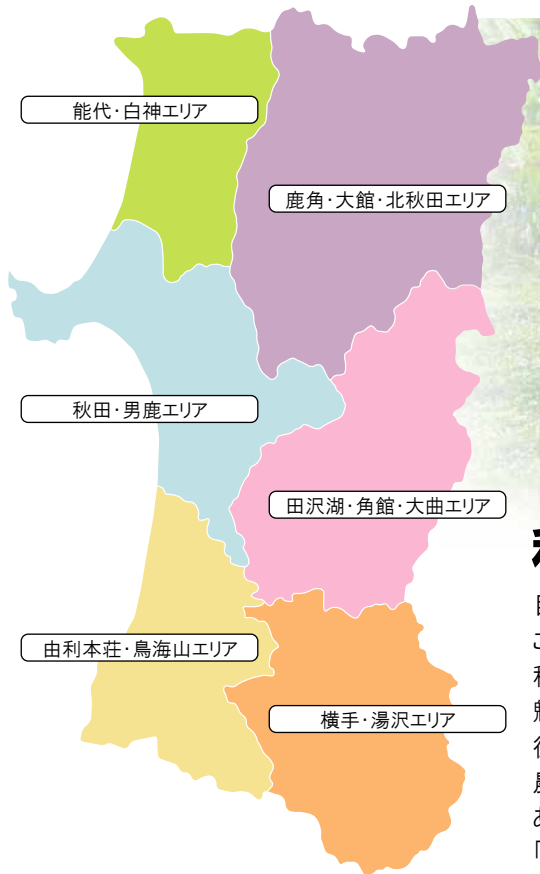 能代・白神エリア
鹿角・大館・北秋田エリア
秋田・男鹿エリア
田沢湖・角館・大曲エリア
由利本荘・鳥海山エリア
横手・湯沢エリア